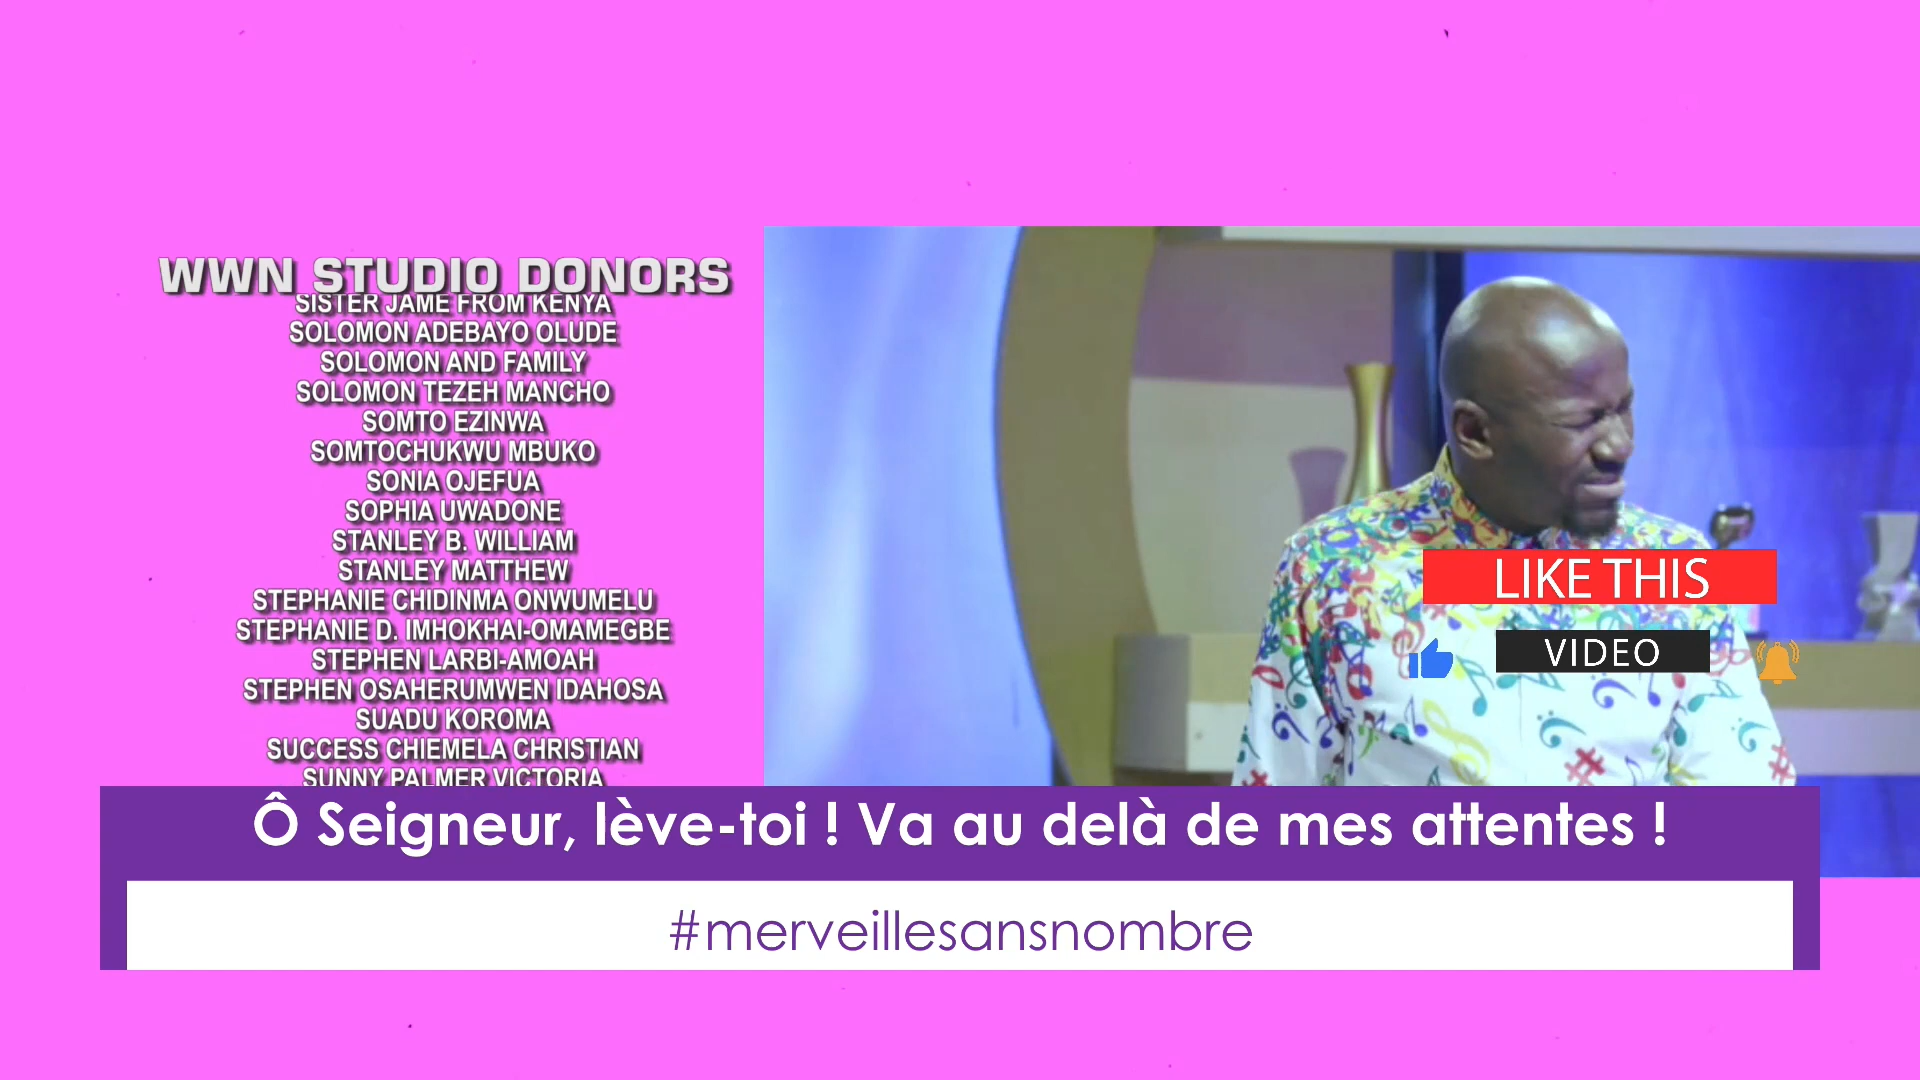 WWN STUDIO DONORS
SISTER JAME FROM KENYA
SOLOMON ADEBAYO OLUDE
SOLOMON AND FAMILY
SOLOMON TEZEH MANCHO
SOMTO EZINWA
SOMTOCHUKWU MBUKO
SONIA OJEFUA
SOPHIA UWADONE
STANLEY B. WILLIAM
STANLEY MATTHEW
STEPHANIE CHIDINMA ONWUMELU
STEPHANIE D. IMHOKHAI-OMAMEGBE
STEPHEN LARBI-AMOAH
STEPHEN OSAHERUMWEN IDAHOSA
SUADU KOROMA
SUCCESS CHIEMELA CHRISTIAN
SUNNY PALMER VICTORIA
LIKE THIS
VIDEO
Ô Seigneur, lève-toi ! Va au delà de mes attentes !
#merveillesansnombre